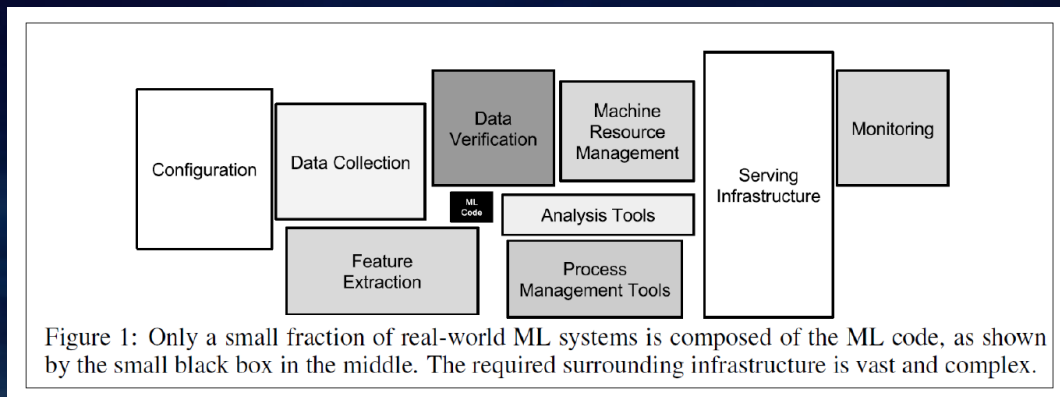 Configuration
Data Collection
Data
Verification
Machine
Resource
Management
Serving
Infrastructure
Monitoring
ML
Code
Analysis Tools
Feature
Extraction
Process
Management Tools
Figure 1: Only a small fraction of real-world ML systems is composed of the ML code, as shown
by the small black box in the middle. The required surrounding infrastructure is vast and complex.